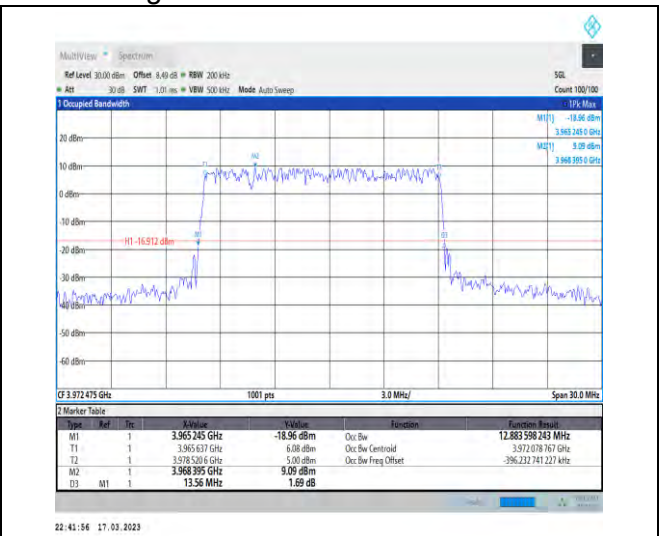 MultiView Spectrum
Ref Level 30.00 dBm Offset 8.49 dB RBW 200 kHz SGL
Att 30 dB SWT 1.01 ms VBW 500 kHz Mode Auto Sweep Count 100/100
1 Occupied Bandwidth 1Pk Max
M1[1] -18.96 dBm
3.965 245 0 GHz
M2[1] 9.09 dBm
3.968 395 0 GHz
20 dBm
M2
T1
10 dBm
0 dBm
-10 dBm
M1
D3
H1 -16.912 dBm
-20 dBm
-30 dBm
-40 dBm
-50 dBm
-60 dBm
CF 3.972 475 GHz 1001 pts 3.0 MHz/ Span 30.0 MHz
2 Marker Table
Type Ref Trc X-Value Y-Value Function Function Result
M1 1 3.965 245 GHz -18.96 dBm Occ Bw 12.883 598 243 MHz
T1 1 3.965 637 GHz 6.08 dBm Occ Bw Centroid 3.972 078 767 GHz
T2 1 3.978 520 6 GHz 5.00 dBm Occ Bw Freq Offset -396.232 741 227 kHz
M2 1 3.968 395 GHz 9.09 dBm
D3 M1 1 13.56 MHz 1.69 dB
22:41:56 17.03.2023